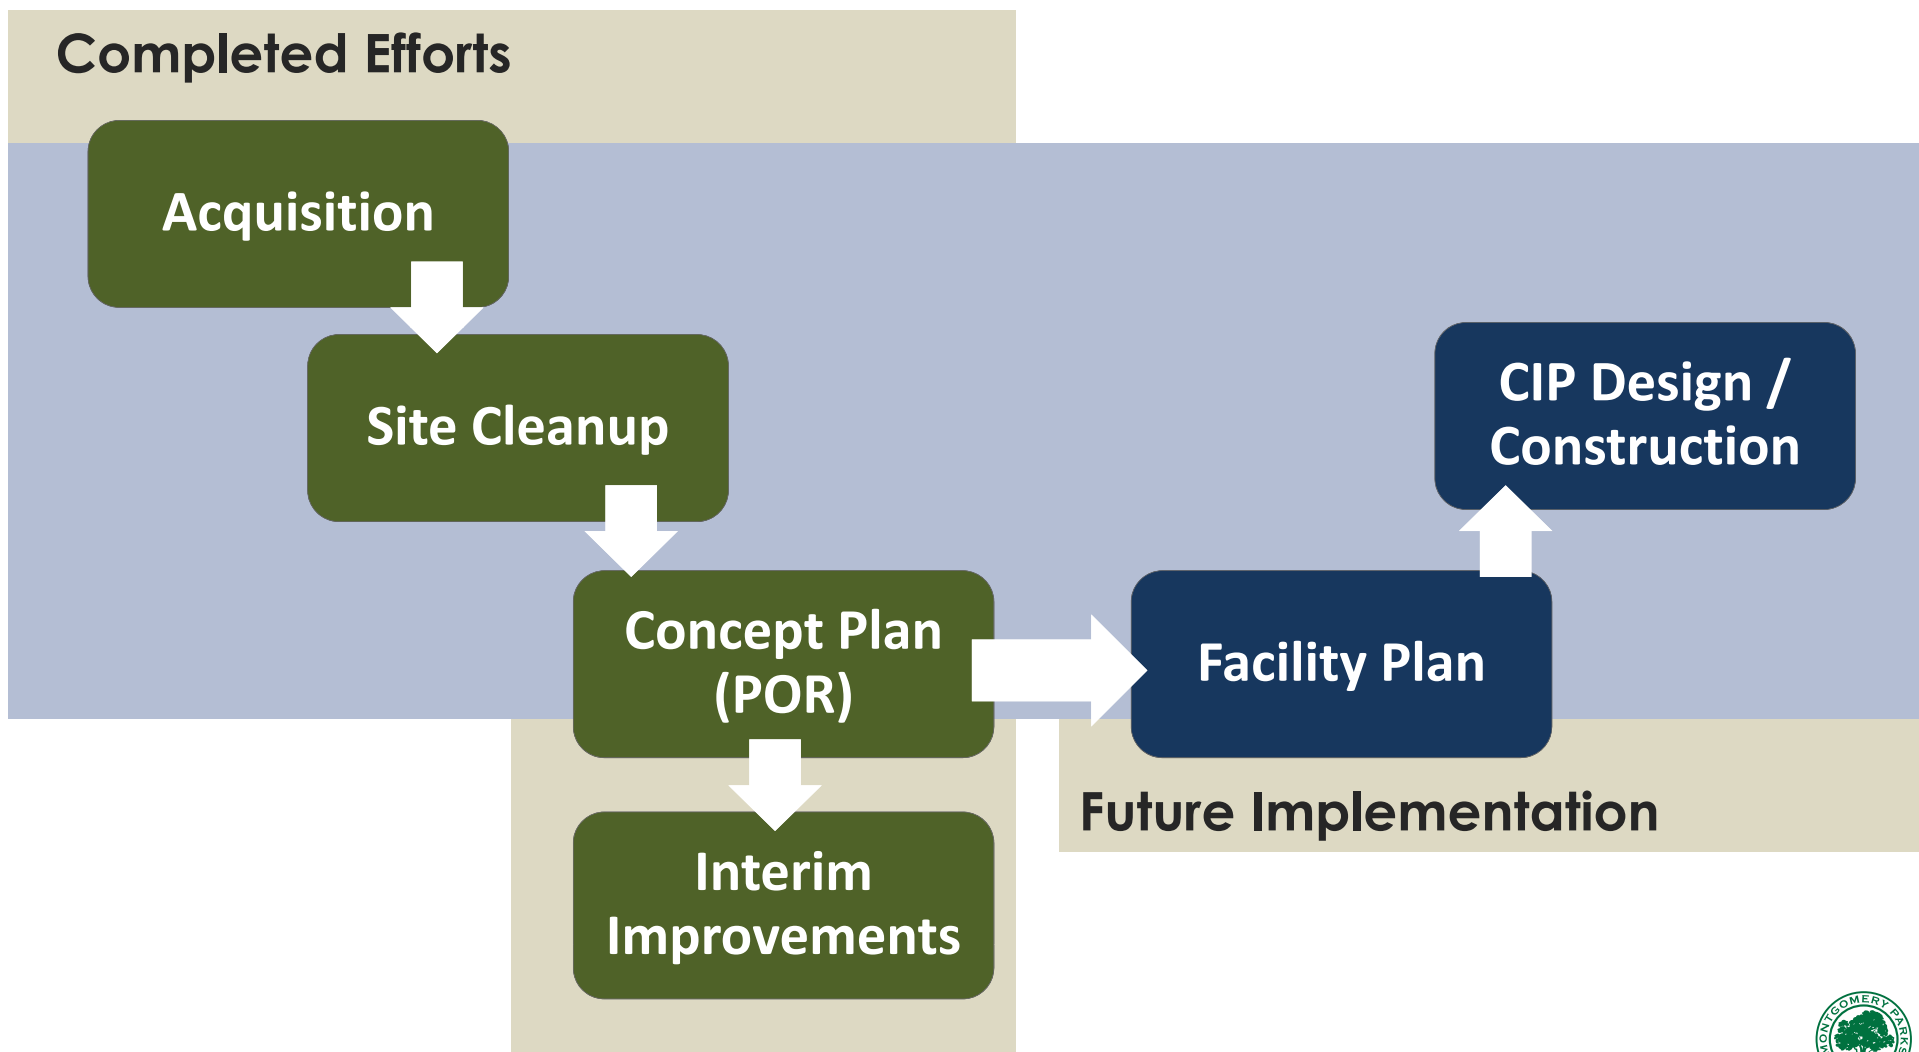 Completed Efforts
Acquisition
Site Cleanup
CIP Design /
Construction
Concept Plan
(POR)
Facility Plan
Future Implementation
Interim
Improvements
MONTGOMERY PARKS